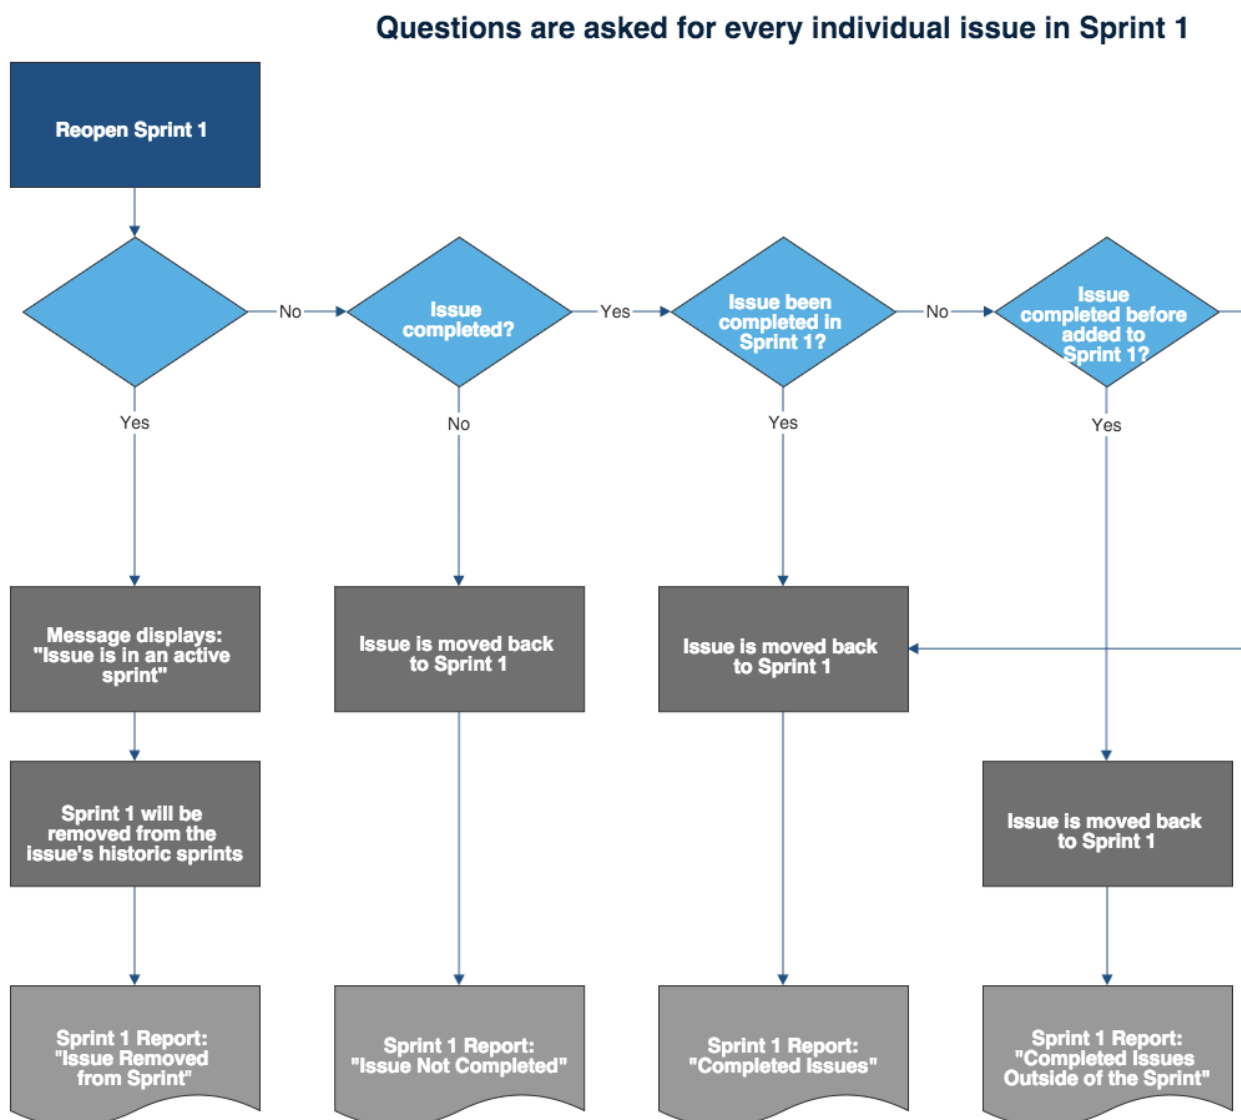 Questions are asked for every individual issue in Sprint 1
Reopen Sprint 1
No
Issue
completed?
Yes
Issue been
completed in
Sprint 1?
No
Issue
completed before
added to
Sprint 1?
Yes
No
Yes
Yes
Message displays:
"Issue is in an active
sprint"
Issue is moved back
to Sprint 1
Issue is moved back
to Sprint 1
Sprint 1 will be
removed from the
issue's historic sprints
Issue is moved back
to Sprint 1
Sprint 1 Report:
"Issue Removed
from Sprint"
Sprint 1 Report:
"Issue Not Completed"
Sprint 1 Report:
"Completed Issues"
Sprint 1 Report:
"Completed Issues
Outside of the Sprint"